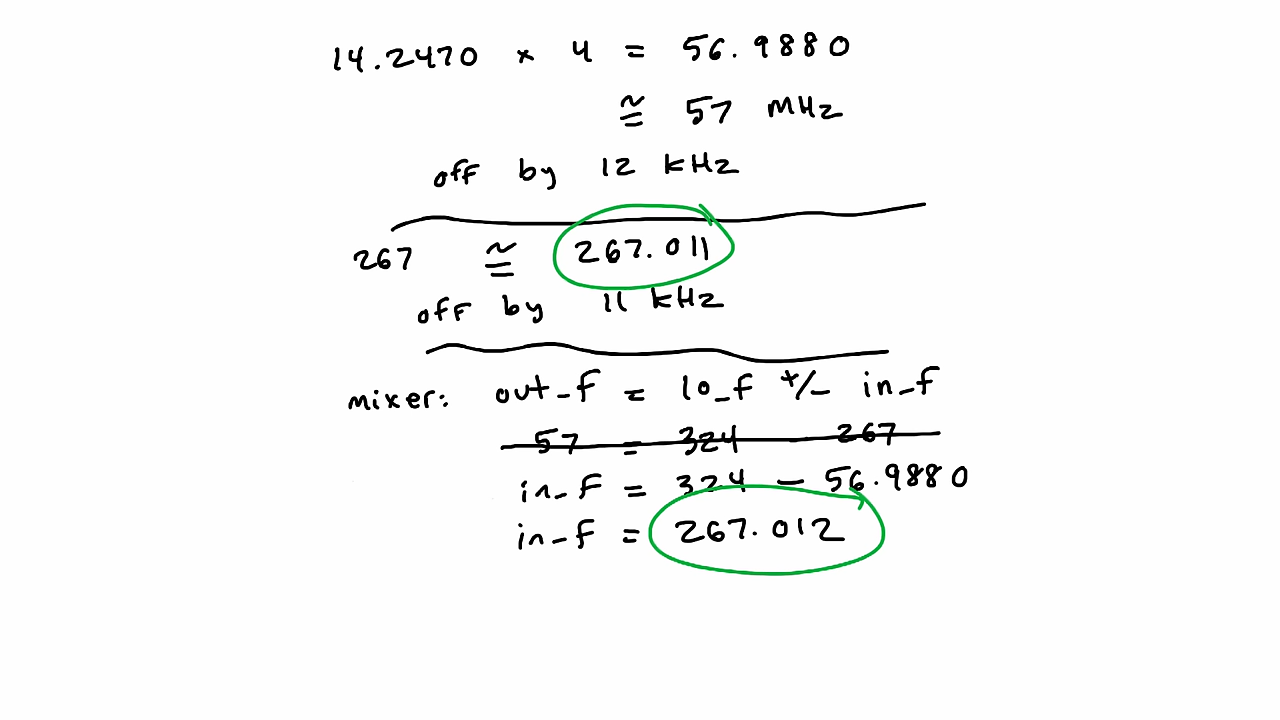 14.2470 × 4 = 56.9880
≅ 57 MHz
off by 12 kHz
267 ≅ 267.011
off by 11 kHz
mixer: out_f = lo_f +/- in_f
57 = 324 - 267
in_f = 324 - 56.9880
in_f = 267.012